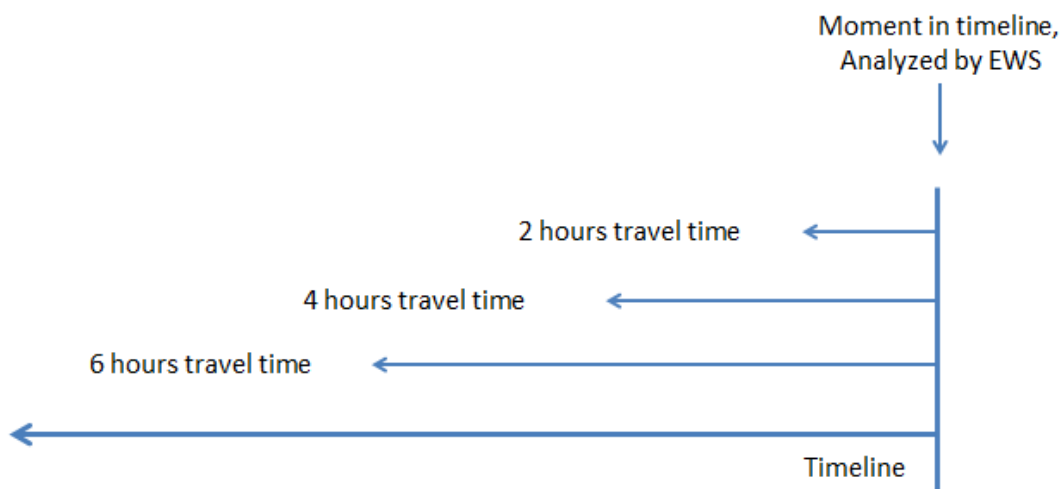 Moment in timeline,
Analyzed by EWS
2 hours travel time
4 hours travel time
6 hours travel time
Timeline